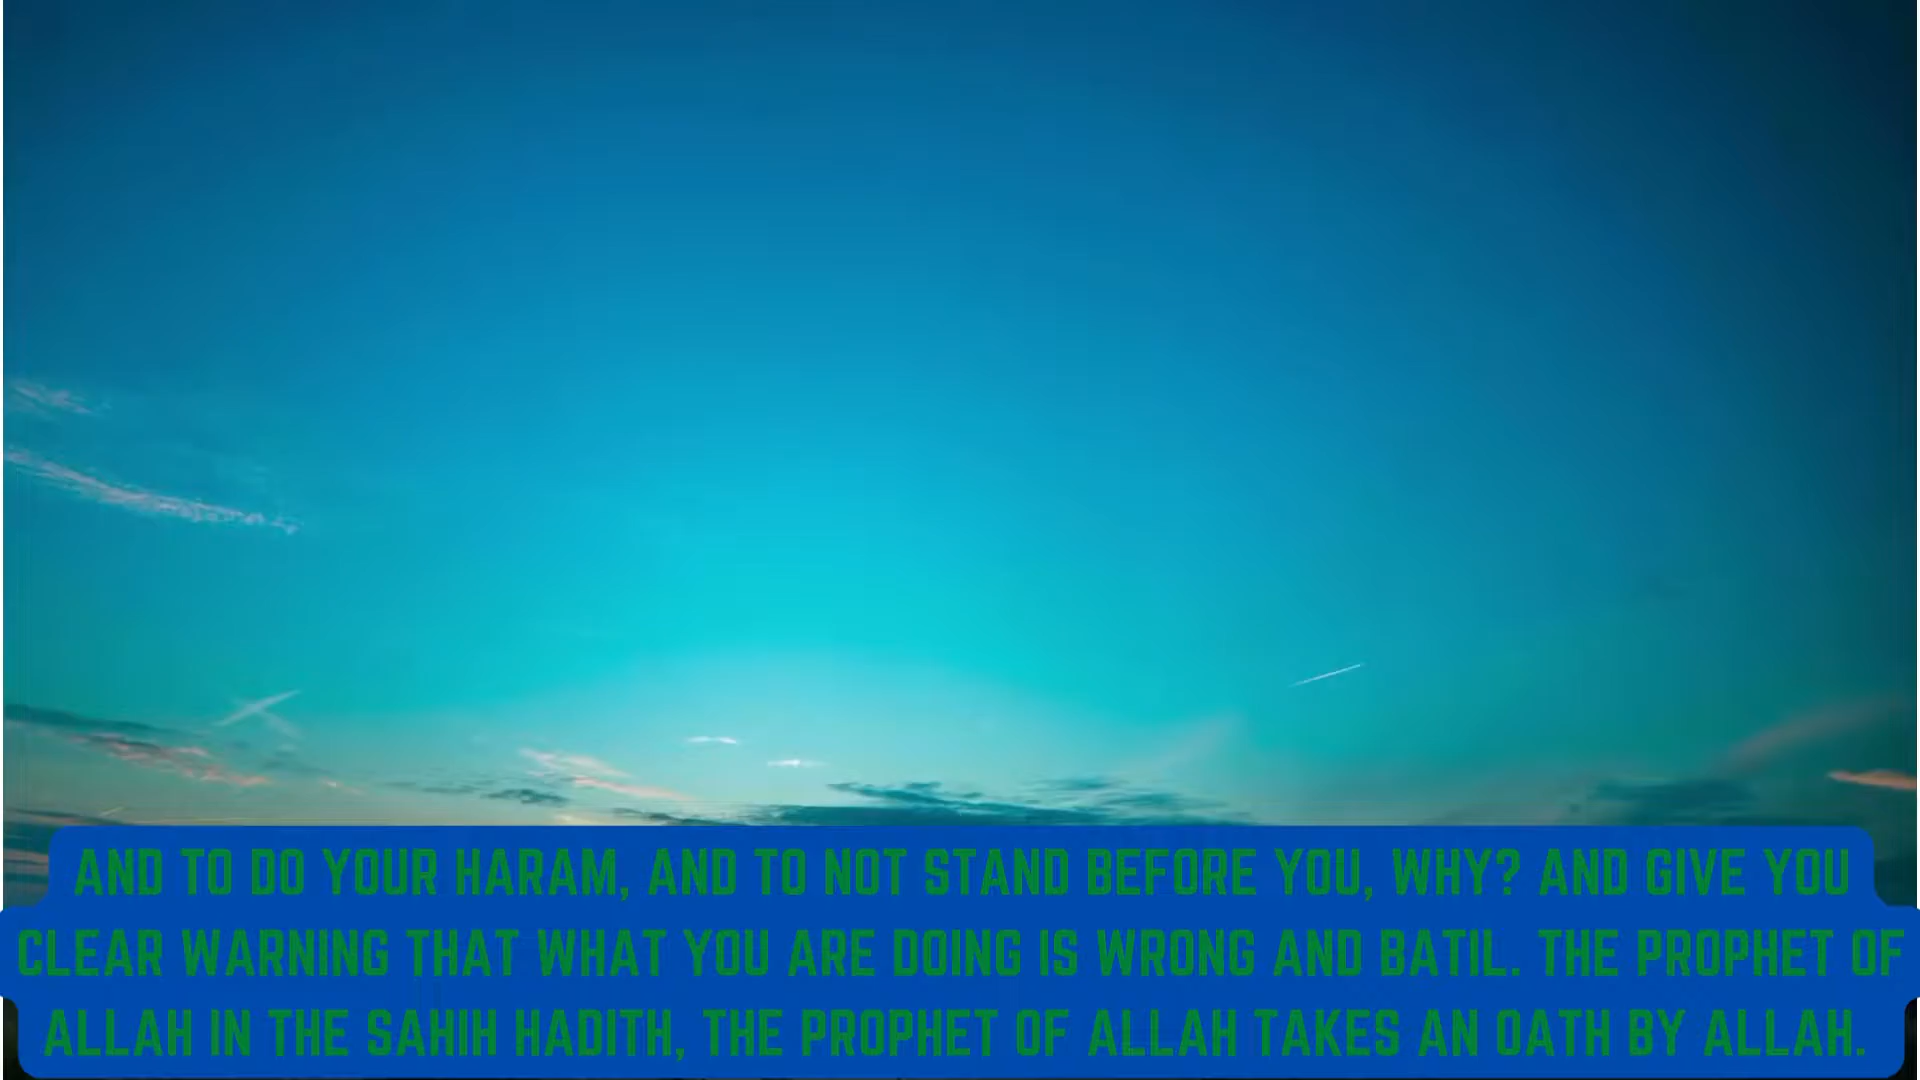 AND TO DO YOUR HARAM, AND TO NOT STAND BEFORE YOU, WHY? AND GIVE YOU
CLEAR WARNING THAT WHAT YOU ARE DOING IS WRONG AND BATIL. THE PROPHET OF
ALLAH IN THE SAHIH HADITH, THE PROPHET OF ALLAH TAKES AN OATH BY ALLAH.